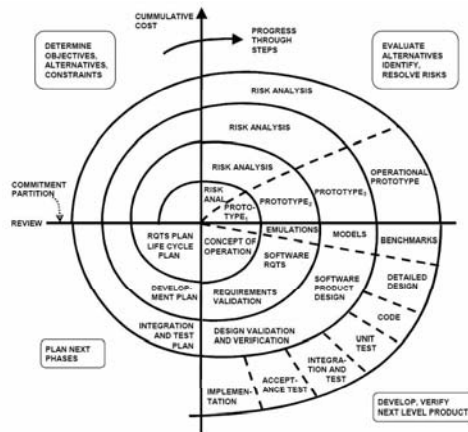 CUMMULATIVE
COST
PROGRESS
THROUGH
STEPS
DETERMINE
OBJECTIVES,
ALTERNATIVES,
CONSTRAINTS
EVALUATE
ALTERNATIVES
IDENTIFY,
RESOLVE RISKS
RISK ANALYSIS
RISK ANALYSIS
RISK ANALYSIS
RISK
ANAL.
COMMITMENT
PARTITION
REVIEW
PROTO-
TYPE1
PROTOTYPE2
PROTOTYPE3
OPERATIONAL
PROTOTYPE
EMULATIONS
MODELS
BENCHMARKS
RQTS PLAN
LIFE CYCLE
PLAN
CONCEPT OF
OPERATION
SOFTWARE
RQTS
SOFTWARE
PRODUCT
DESIGN
DETAILED
DESIGN
DEVELOP-
MENT PLAN
REQUIREMENTS
VALIDATION
CODE
INTEGRATION
AND TEST
PLAN
DESIGN VALIDATION
AND VERIFICATION
UNIT
TEST
INTEGRA-
TION AND
TEST
ACCEPT-
ANCE TEST
IMPLEMEN-
TATION
PLAN NEXT
PHASES
DEVELOP, VERIFY
NEXT LEVEL PRODUCT